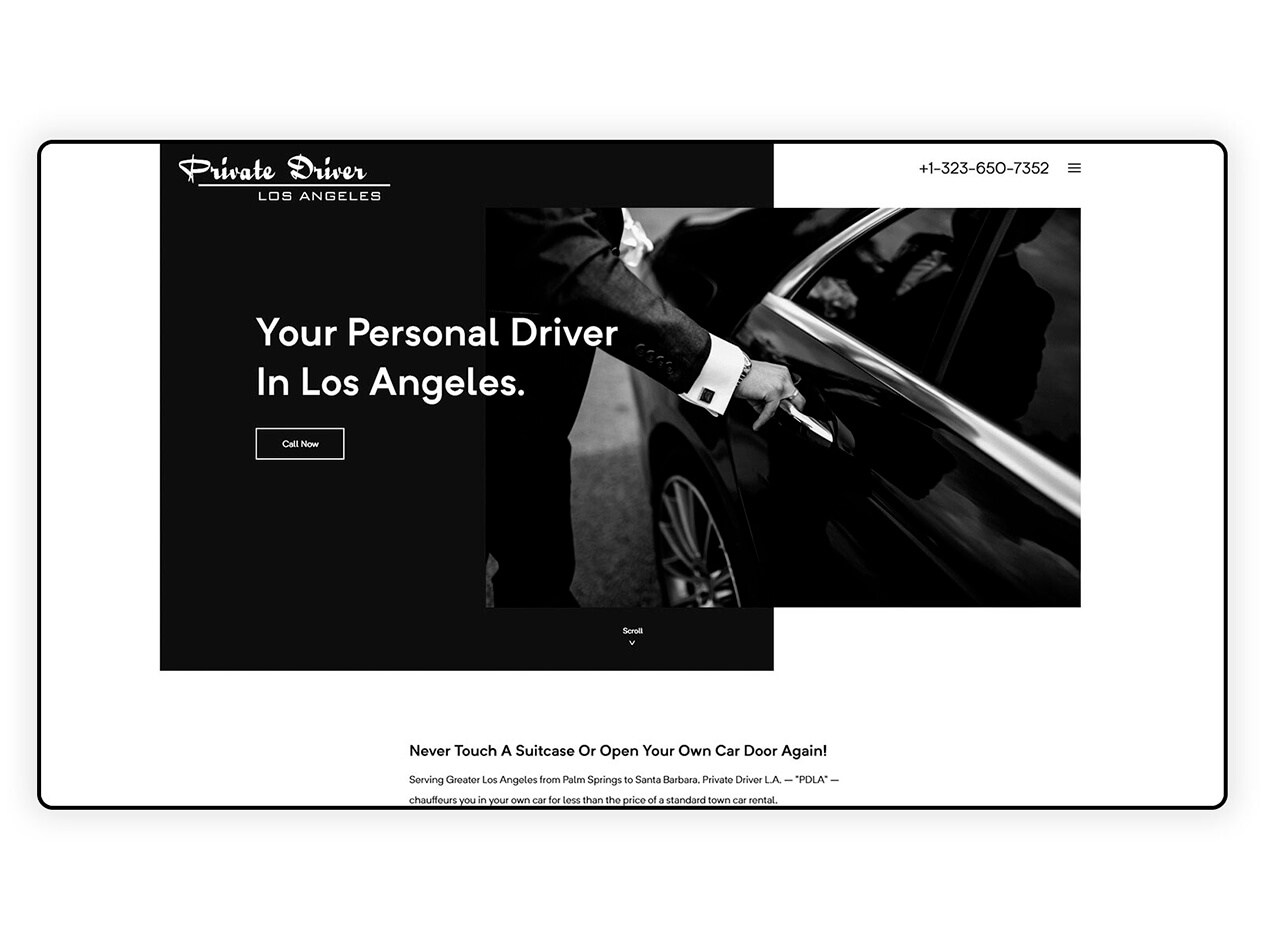 Private Driver
LOS ANGELES
+1-323-650-7352
Your Personal Driver
In Los Angeles.
Call Now
Scroll
Never Touch A Suitcase Or Open Your Own Car Door Again!
Serving Greater Los Angeles from Palm Springs to Santa Barbara, Private Driver L.A. — "PDLA" —
chauffeurs you in your own car for less than the price of a standard town car rental.